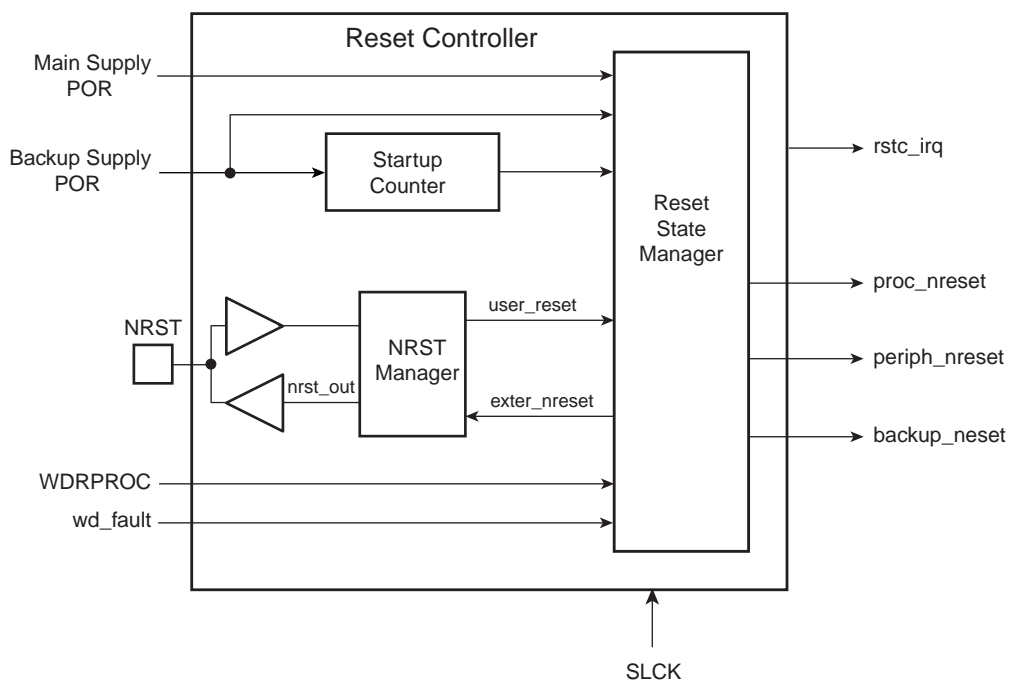 Reset Controller
Main Supply
POR
Backup Supply
POR
Startup
Counter
Reset
State
Manager
rstc_irq
proc_nreset
periph_nreset
backup_neset
NRST
NRST
Manager
user_reset
nrst_out
exter_nreset
WDRPROC
wd_fault
SLCK